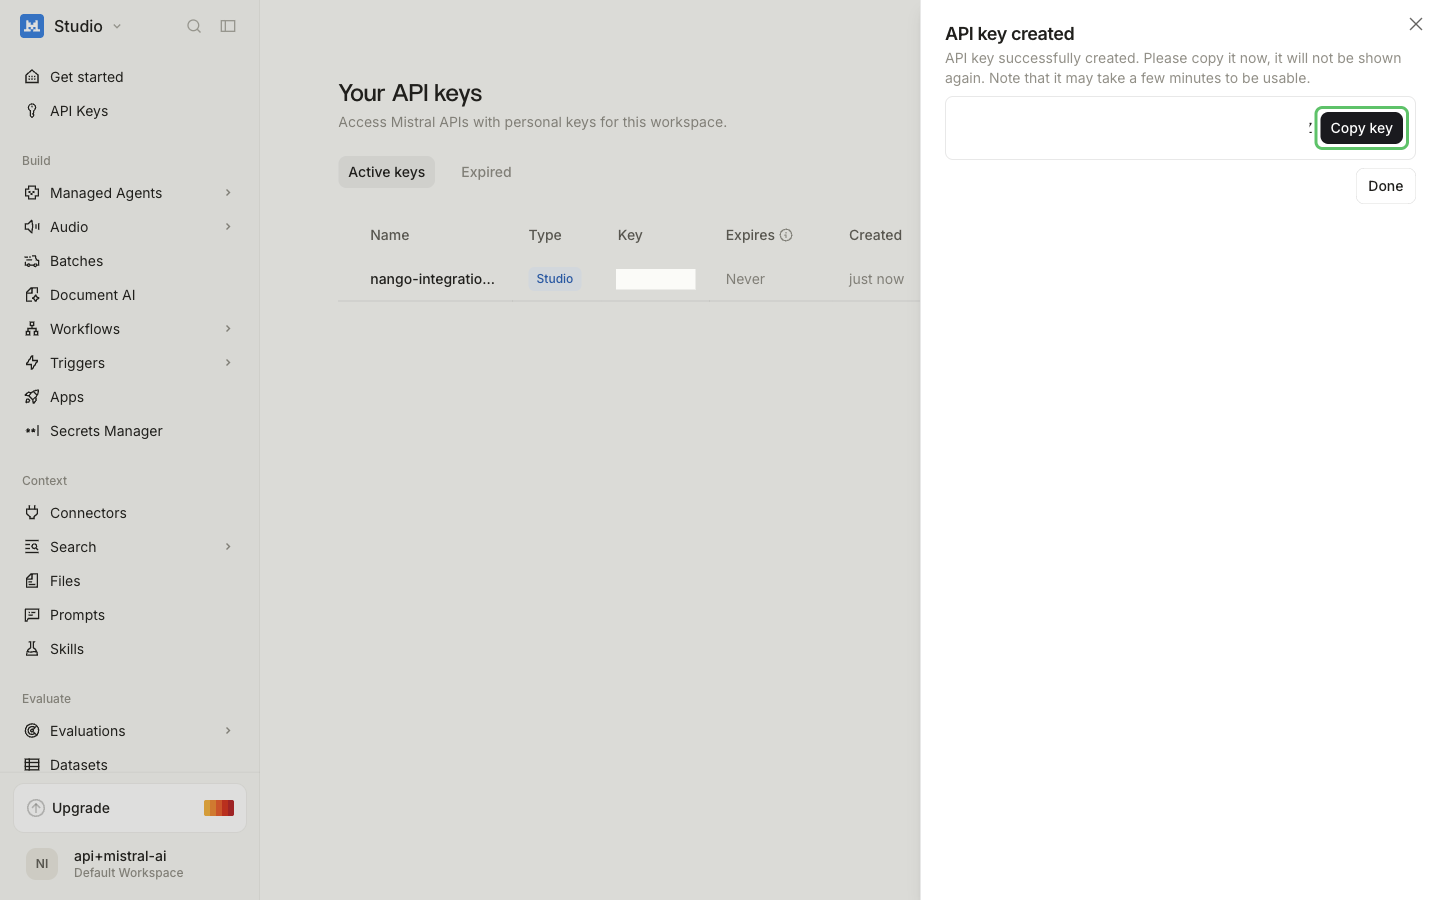 Studio
Get started
API Keys
Build
Managed Agents
Audio
Batches
Document AI
Workflows
Triggers
Apps
Secrets Manager
Context
Connectors
Search
Files
Prompts
Skills
Evaluate
Evaluations
Datasets
Upgrade
NI
api+mistral-ai
Default Workspace
Your API keys
Access Mistral APIs with personal keys for this workspace.
Active keys Expired
Name Type Key Expires Created
nango-integratio... Studio Never just now
API key created
API key successfully created. Please copy it now, it will not be shown
again. Note that it may take a few minutes to be usable.
Copy key
Done